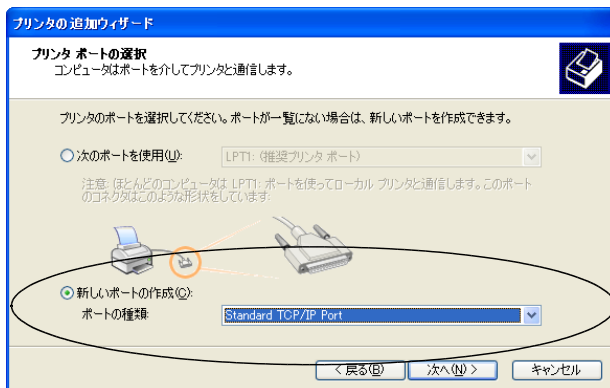 プリンタの追加ウィザード
プリンタ ポートの選択
コンピュータはポートを介してプリンタと通信します。
プリンタのポートを選択してください。ポートが一覧にない場合は、新しいポートを作成できます。
次のポートを使用(U):
LPT1: (推奨プリンタ ポート)
注意: ほとんどのコンピュータは LPT1: ポートを使ってローカル プリンタと通信します。このポート
のコネクタはこのような形状をしています:
新しいポートの作成(C):
ポートの種類:
Standard TCP/IP Port
< 戻る(B)
次へ(N) >
キャンセル